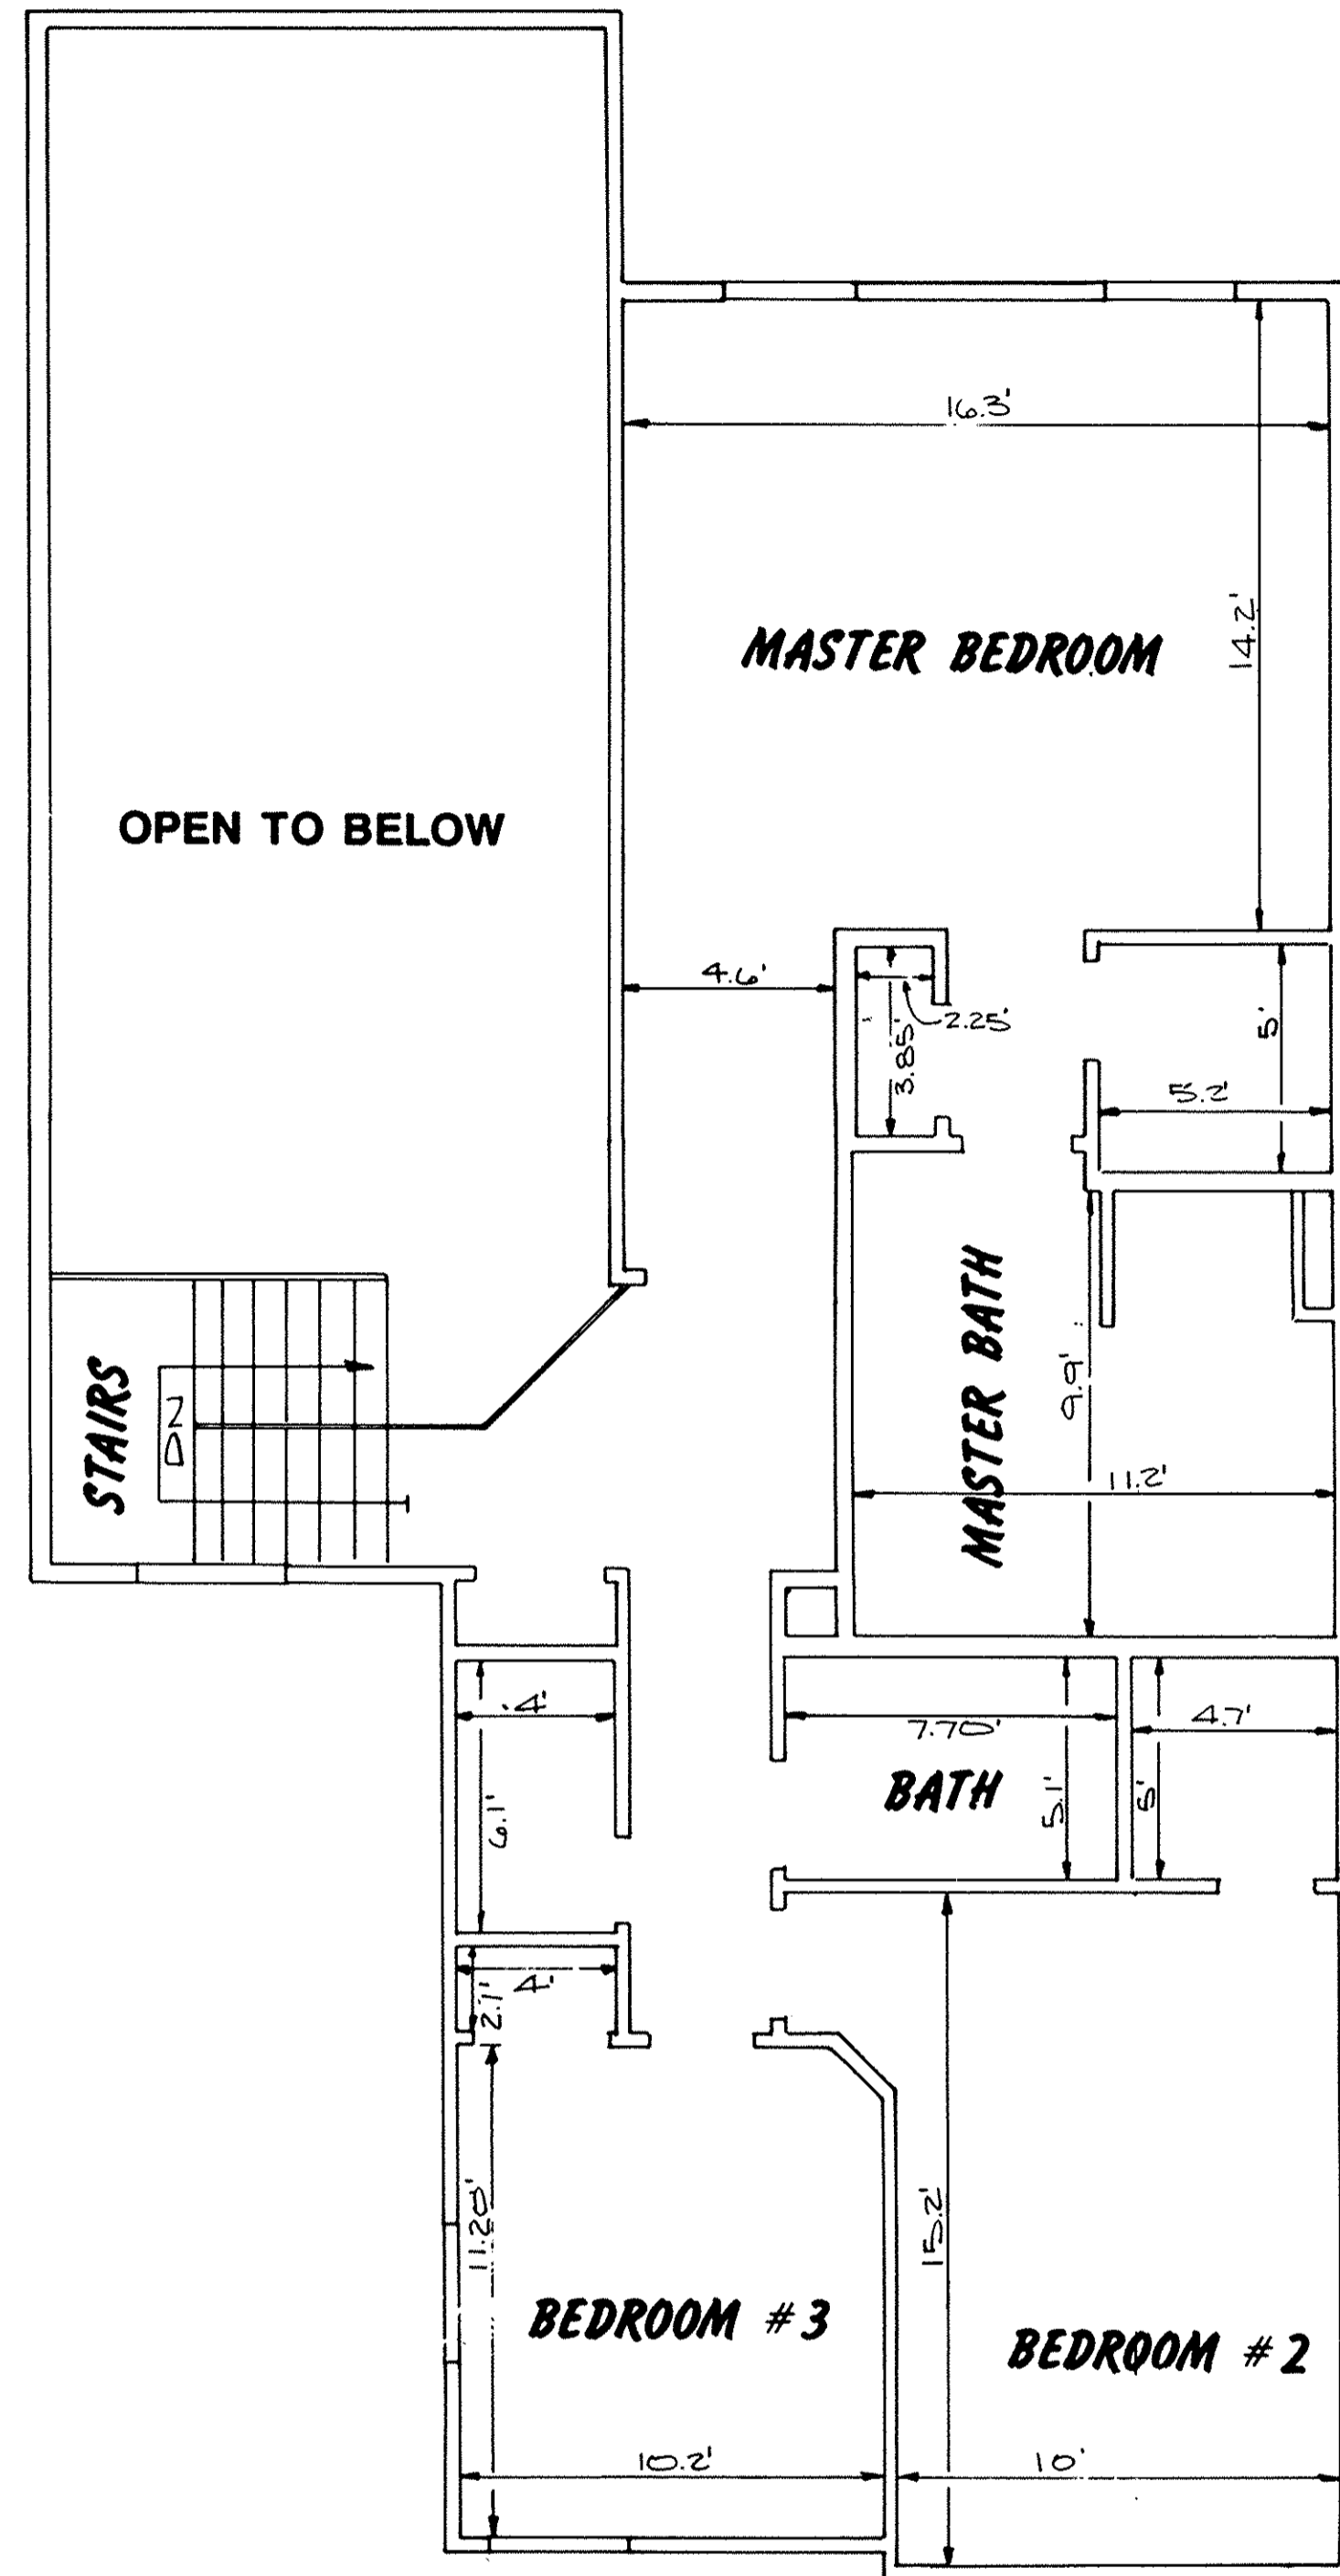 16.3'
14.2'
MASTER BEDROOM
OPEN TO BELOW
4.6'
2.25'
3.85'
5'
5.2'
MASTER BATH
9.9'
11.2'
STAIRS
DN
4'
7.70'
4.7'
BATH
6.1'
5.1'
5'
4'
2.1'
11.20'
15.2'
BEDROOM #3
BEDROOM #2
10.2'
10'